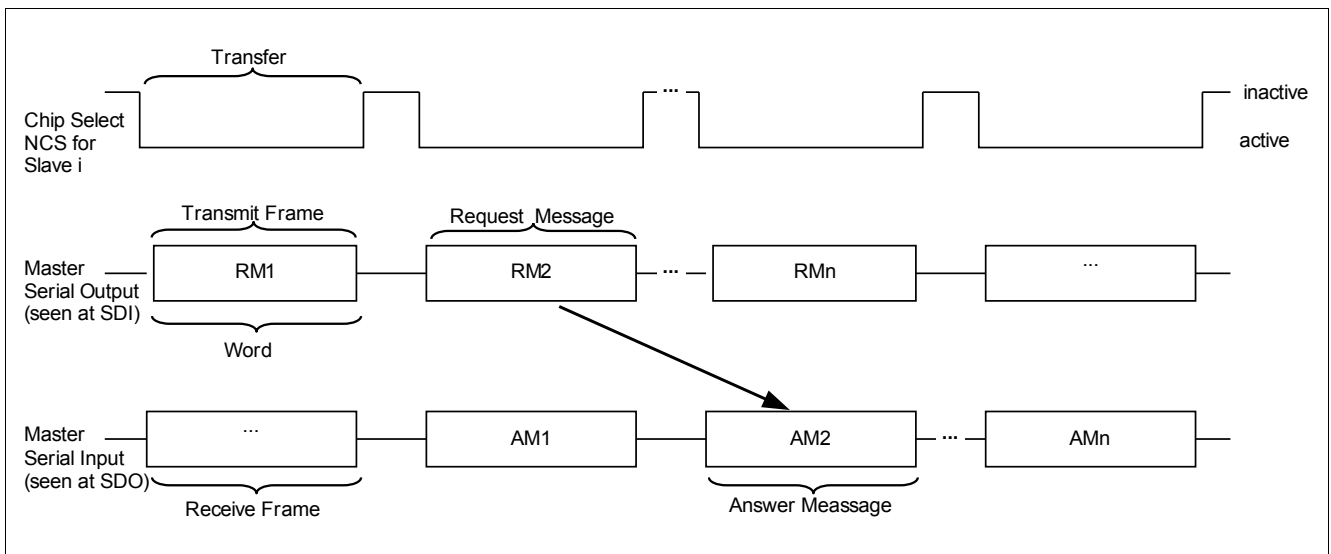 Transfer
...
inactive
Chip Select
NCS for
Slave i
active
Transmit Frame
Request Message
Master
Serial Output
(seen at SDI)
RM1
RM2
...
RMn
...
Word
Master
Serial Input
(seen at SDO)
...
AM1
AM2
...
AMn
Receive Frame
Answer Meassage